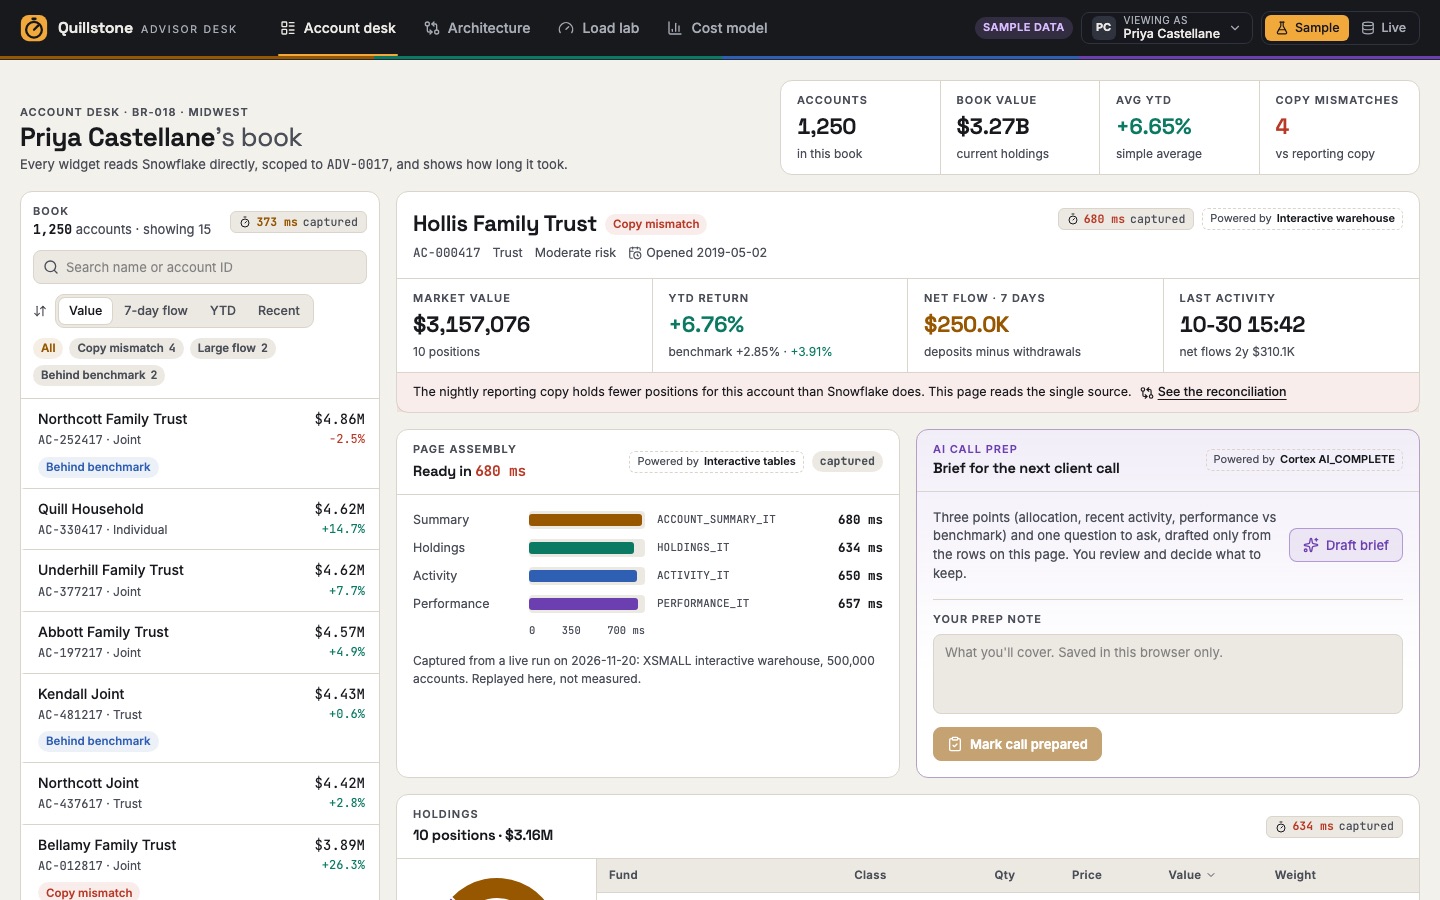 Quillstone ADVISOR DESK
Account desk
Architecture
Load lab
Cost model
SAMPLE DATA
PC
VIEWING AS
Priya Castellane
Sample
Live
ACCOUNT DESK · BR-018 · MIDWEST
Priya Castellane's book
Every widget reads Snowflake directly, scoped to ADV-0017, and shows how long it took.
ACCOUNTS
1,250
in this book
BOOK VALUE
$3.27B
current holdings
AVG YTD
+6.65%
simple average
COPY MISMATCHES
4
vs reporting copy
BOOK
1,250 accounts · showing 15
373 ms captured
Search name or account ID
Value
7-day flow
YTD
Recent
All
Copy mismatch 4
Large flow 2
Behind benchmark 2
Northcott Family Trust $4.86M
AC-252417 · Joint -2.5%
Behind benchmark
Quill Household $4.62M
AC-330417 · Individual +14.7%
Underhill Family Trust $4.62M
AC-377217 · Joint +7.7%
Abbott Family Trust $4.57M
AC-197217 · Joint +4.9%
Kendall Joint $4.43M
AC-481217 · Trust +0.6%
Behind benchmark
Northcott Joint $4.42M
AC-437617 · Trust +2.8%
Bellamy Family Trust $3.89M
AC-012817 · Joint +26.3%
Copy mismatch
Hollis Family Trust
Copy mismatch
680 ms captured
Powered by Interactive warehouse
AC-000417 Trust Moderate risk Opened 2019-05-02
MARKET VALUE
$3,157,076
10 positions
YTD RETURN
+6.76%
benchmark +2.85% · +3.91%
NET FLOW · 7 DAYS
$250.0K
deposits minus withdrawals
LAST ACTIVITY
10-30 15:42
net flows 2y $310.1K
The nightly reporting copy holds fewer positions for this account than Snowflake does. This page reads the single source. See the reconciliation
PAGE ASSEMBLY
Ready in 680 ms
Powered by Interactive tables
captured
Summary ACCOUNT_SUMMARY_IT 680 ms
Holdings HOLDINGS_IT 634 ms
Activity ACTIVITY_IT 650 ms
Performance PERFORMANCE_IT 657 ms
0 350 700 ms
Captured from a live run on 2026-11-20: XSMALL interactive warehouse, 500,000
accounts. Replayed here, not measured.
AI CALL PREP
Brief for the next client call
Powered by Cortex AI_COMPLETE
Three points (allocation, recent activity, performance vs
benchmark) and one question to ask, drafted only from
the rows on this page. You review and decide what to
keep.
Draft brief
YOUR PREP NOTE
What you'll cover. Saved in this browser only.
Mark call prepared
HOLDINGS
10 positions · $3.16M
634 ms captured
Fund Class Qty Price Value Weight